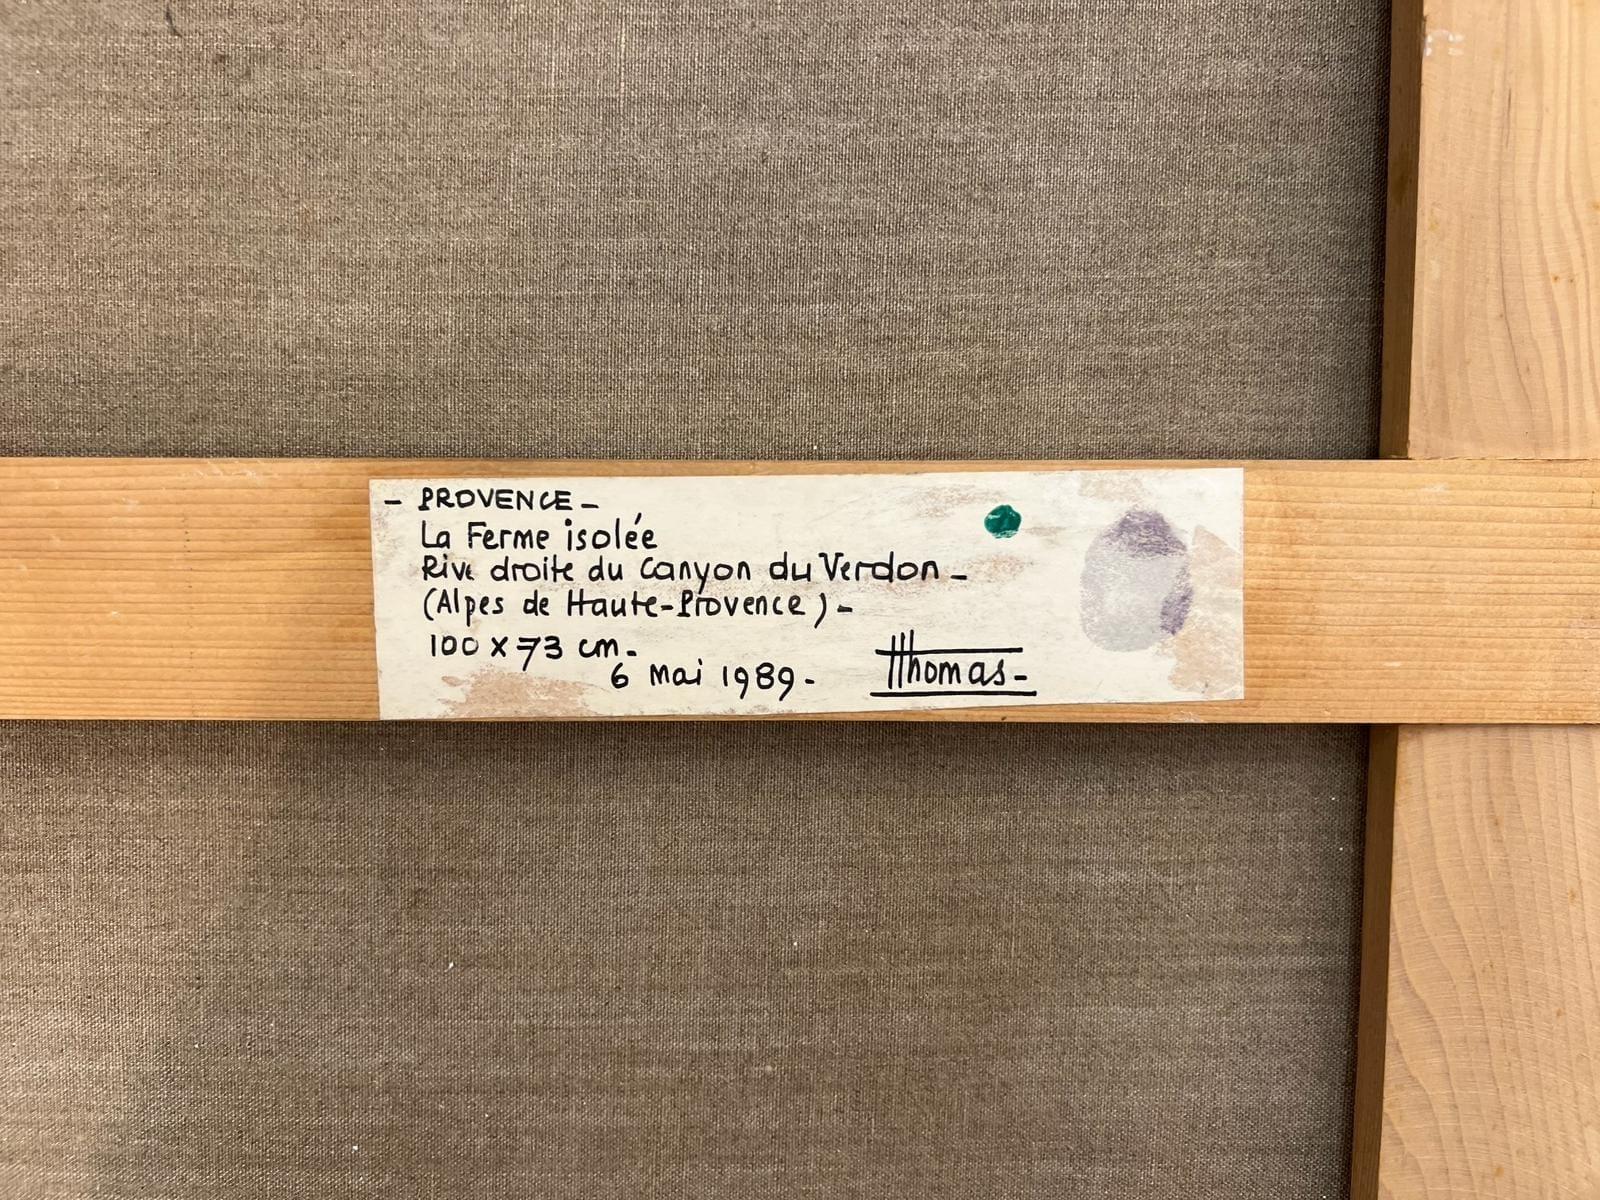 - PROVENCE -
La Ferme isolée
Rive droite du Canyon du Verdon -
(Alpes de Haute-Provence) -
100 x 73 cm.
6 Mai 1989 - HThomas -